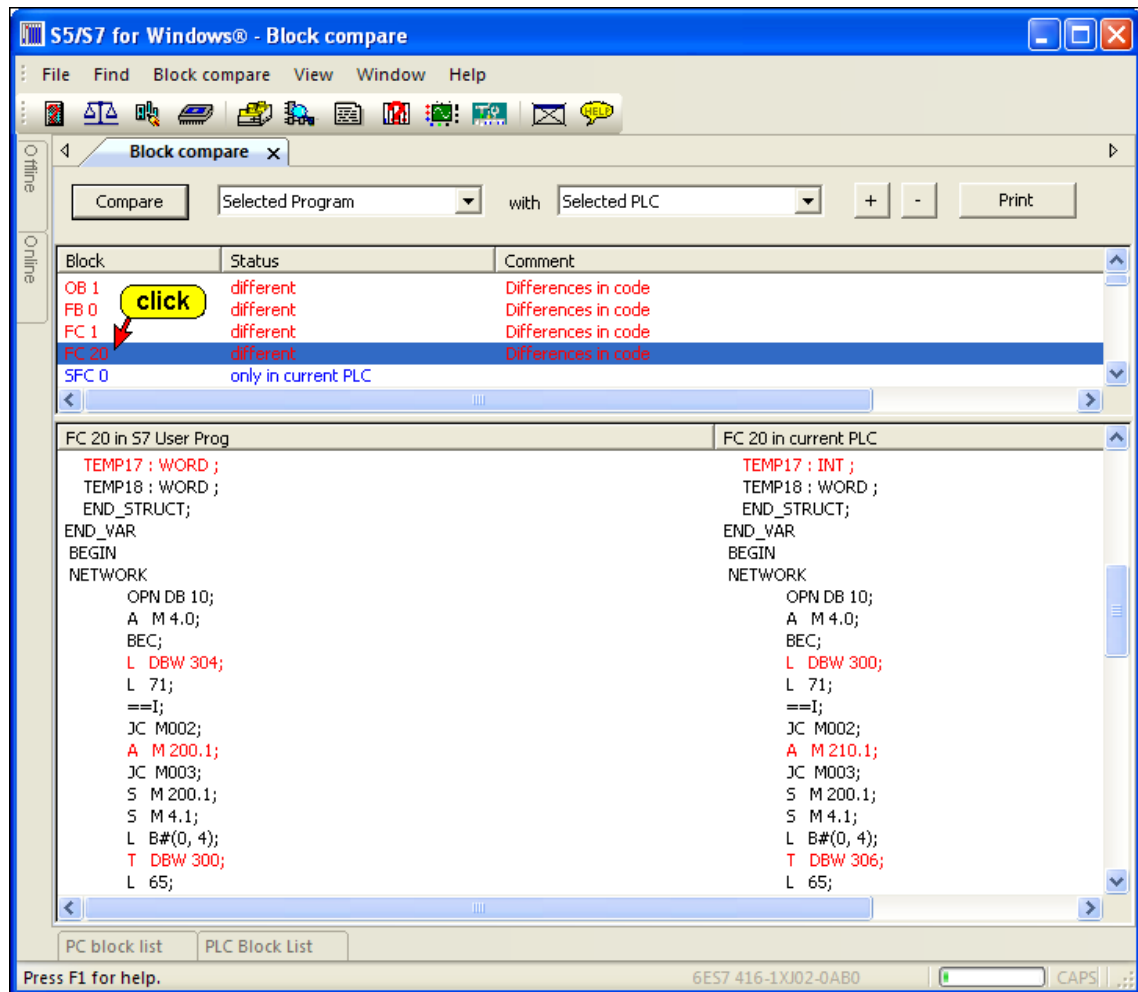 S5/S7 for Windows® - Block compare
File Find Block compare View Window Help
HELP
Offline
Online
Block compare x
Compare Selected Program with Selected PLC + - Print
Block Status Comment
OB 1 different Differences in code
FB 0 different Differences in code
click
FC 1 different Differences in code
FC 20 different Differences in code
SFC 0 only in current PLC
FC 20 in S7 User Prog FC 20 in current PLC
TEMP17 : WORD ; TEMP17 : INT ;
TEMP18 : WORD ; TEMP18 : WORD ;
END_STRUCT; END_STRUCT;
END_VAR END_VAR
BEGIN BEGIN
NETWORK NETWORK
OPN DB 10; OPN DB 10;
A M 4.0; A M 4.0;
BEC; BEC;
L DBW 304; L DBW 300;
L 71; L 71;
==I; ==I;
JC M002; JC M002;
A M 200.1; A M 210.1;
JC M003; JC M003;
S M 200.1; S M 200.1;
S M 4.1; S M 4.1;
L B#(0, 4); L B#(0, 4);
T DBW 300; T DBW 306;
L 65; L 65;
PC block list PLC Block List
Press F1 for help. 6ES7 416-1XJ02-0AB0 CAPS